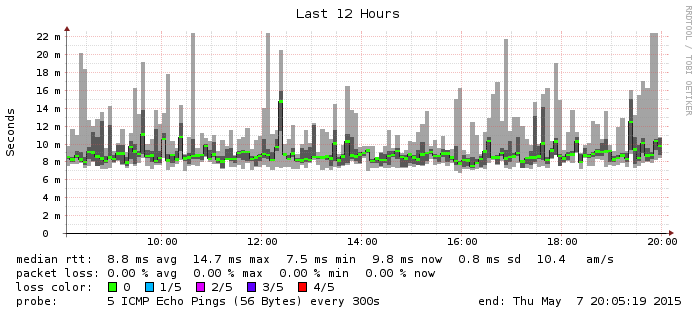 Last 12 Hours
RRDTOOL / TOBI OETIKER
Seconds
22 m
20 m
18 m
16 m
14 m
12 m
10 m
8 m
6 m
4 m
2 m
0
10:00 12:00 14:00 16:00 18:00 20:00
median rtt: 8.8 ms avg 14.7 ms max 7.5 ms min 9.8 ms now 0.8 ms sd 10.4 am/s
packet loss: 0.00 % avg 0.00 % max 0.00 % min 0.00 % now
loss color: 0 1/5 2/5 3/5 4/5
probe: 5 ICMP Echo Pings (56 Bytes) every 300s end: Thu May 7 20:05:19 2015